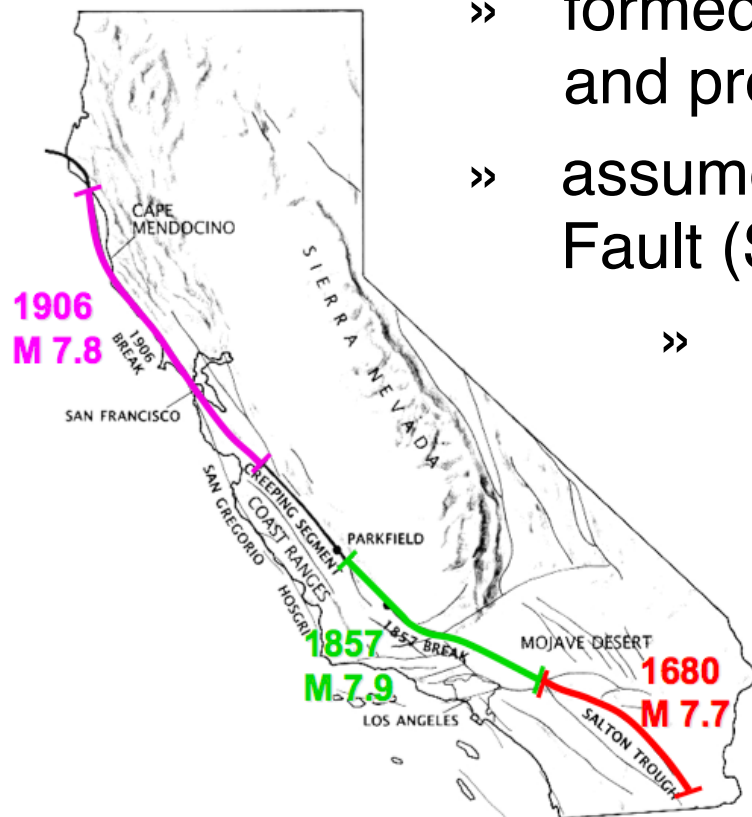 » formed
and pr
» assum
Fault (
»
CAPE
MENDOCINO
SIERRA NEVADA
1906
M 7.8
1906
BREAK
SAN FRANCISCO
CREEPING SEGMENT
COAST RANGES
SAN GREGORIO
PARKFIELD
HOSGRI
1857
M 7.9
1857 BREAK
MOJAVE DESERT
1680
M 7.7
LOS ANGELES
SALTON TROUGH